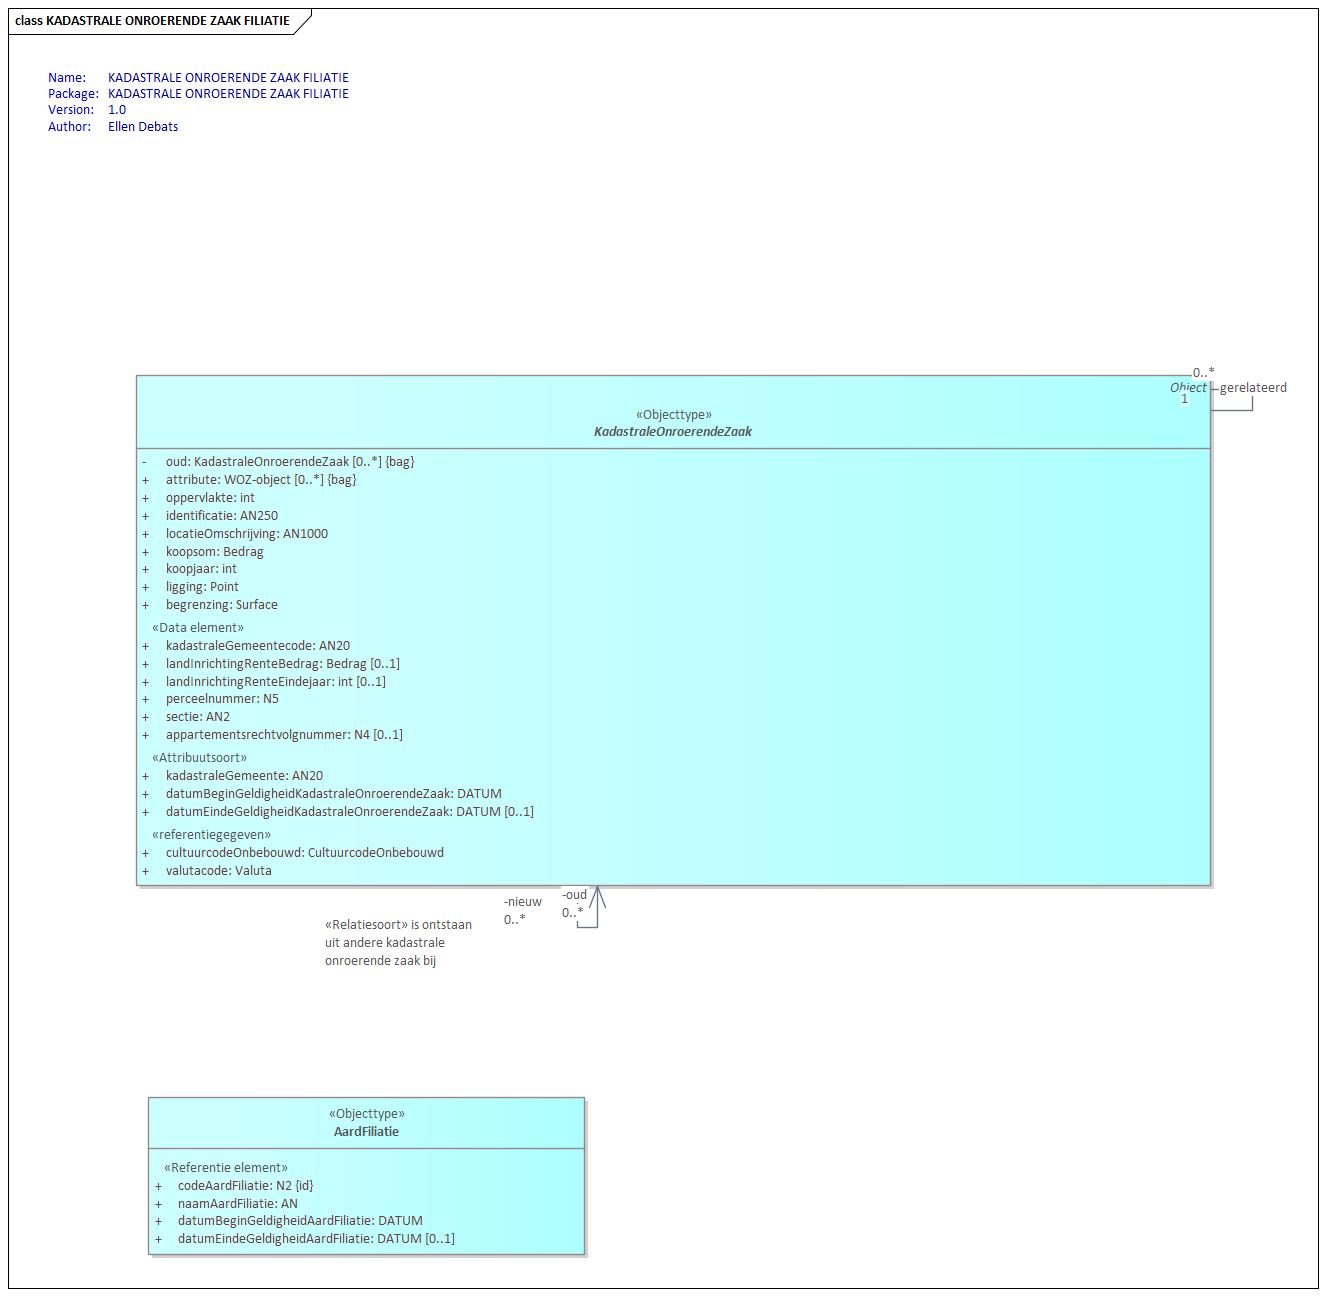 class KADASTRALE ONROERENDE ZAAK FILIATIE
Name: KADASTRALE ONROERENDE ZAAK FILIATIE
Package: KADASTRALE ONROERENDE ZAAK FILIATIE
Version: 1.0
Author: Ellen Debats
0..*
Object
gerelateerd
1
«Objecttype»
KadastraleOnroerendeZaak
- oud: KadastraleOnroerendeZaak [0..*] {bag}
+ attribute: WOZ-object [0..*] {bag}
+ oppervlakte: int
+ identificatie: AN250
+ locatieOmschrijving: AN1000
+ koopsom: Bedrag
+ koopjaar: int
+ ligging: Point
+ begrenzing: Surface
«Data element»
+ kadastraleGemeentecode: AN20
+ landInrichtingRenteBedrag: Bedrag [0..1]
+ landInrichtingRenteEindejaar: int [0..1]
+ perceelnummer: N5
+ sectie: AN2
+ appartementsrechtvolgnummer: N4 [0..1]
«Attribuutsoort»
+ kadastraleGemeente: AN20
+ datumBeginGeldigheidKadastraleOnroerendeZaak: DATUM
+ datumEindeGeldigheidKadastraleOnroerendeZaak: DATUM [0..1]
«referentiegegeven»
+ cultuurcodeOnbebouwd: CultuurcodeOnbebouwd
+ valutacode: Valuta
-nieuw
0..*
-oud
0..*
«Relatiesoort» is ontstaan
uit andere kadastrale
onroerende zaak bij
«Objecttype»
AardFiliatie
«Referentie element»
+ codeAardFiliatie: N2 {id}
+ naamAardFiliatie: AN
+ datumBeginGeldigheidAardFiliatie: DATUM
+ datumEindeGeldigheidAardFiliatie: DATUM [0..1]